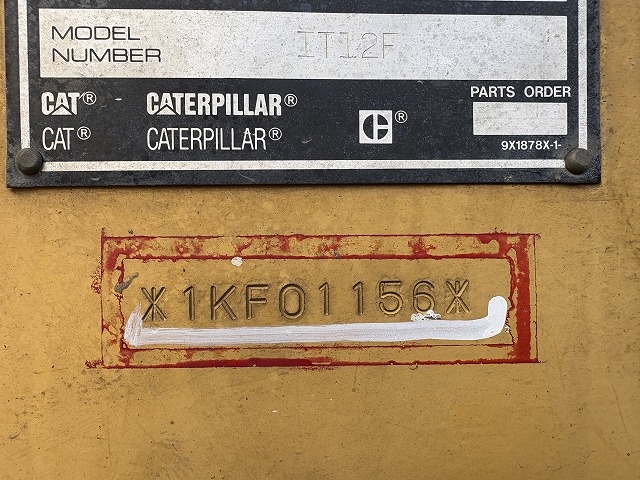 MODEL
NUMBER IT12F
CAT® CATERPILLAR®
CAT® CATERPILLAR® C®
PARTS ORDER
9X1878X-1-
*1KF01156*